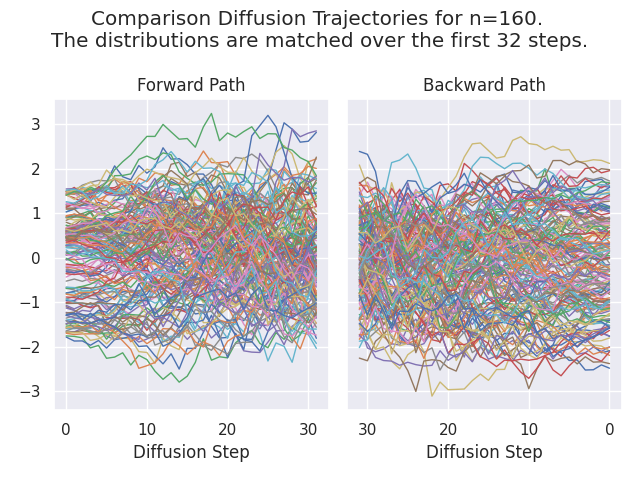 Comparison Diffusion Trajectories for n=160.
The distributions are matched over the first 32 steps.
Forward Path
Backward Path
3
2
1
0
−1
−2
−3
0 10 20 30
30 20 10 0
Diffusion Step
Diffusion Step